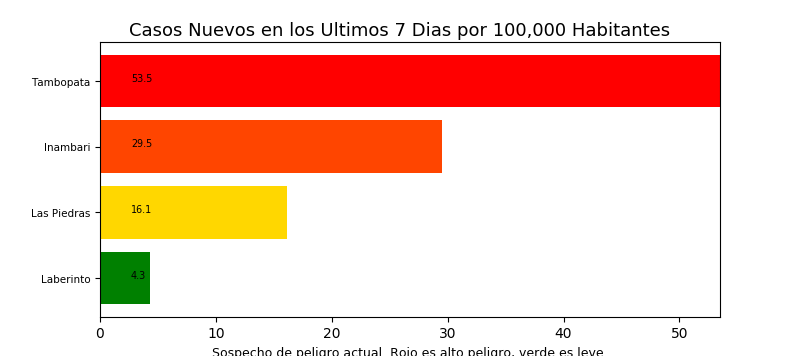 Casos Nuevos en los Ultimos 7 Dias por 100,000 Habitantes
Tambopata 53.5
Inambari 29.5
Las Piedras 16.1
Laberinto 4.3
0 10 20 30 40 50
Sospecho de peligro actual. Rojo es alto peligro, verde es leve